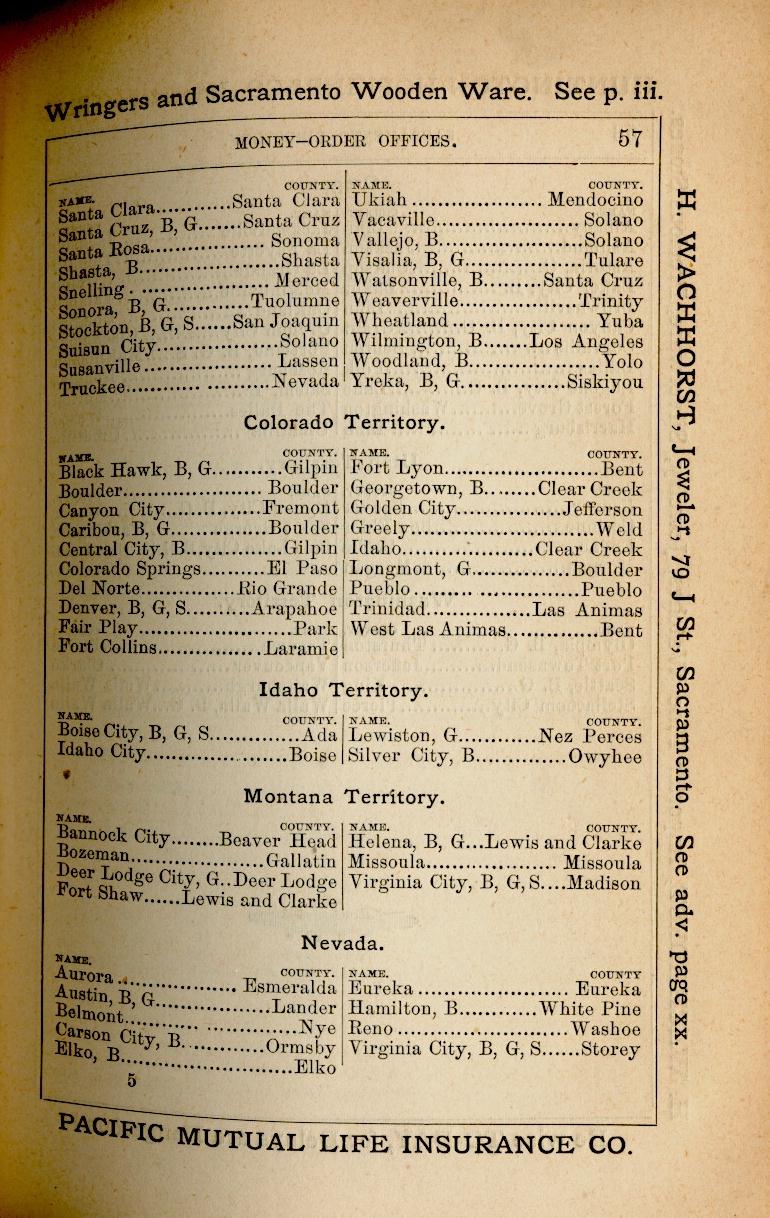 Wringers and Sacramento Wooden Ware. See p. iii.
MONEY-ORDER OFFICES. 57
NAME. COUNTY.
Santa Clara...........Santa Clara
Santa Cruz, B, G.......Santa Cruz
Santa Rosa.................. Sonoma
Shasta, B.....................Shasta
Snelling. .................... Merced
Sonora, B, G.............Tuolumne
Stockton, B, G, S......San Joaquin
Suisun City..................Solano
Susanville.................... Lassen
Truckee.......................Nevada
NAME. COUNTY.
Ukiah.................... Mendocino
Vacaville....................... Solano
Vallejo, B.......................Solano
Visalia, B, G..................Tulare
Watsonville, B.........Santa Cruz
Weaverville...................Trinity
Wheatland...................... Yuba
Wilmington, B.......Los Angeles
Woodland, B.....................Yolo
Yreka, B, G.................Siskiyou
Colorado Territory.
NAME. COUNTY.
Black Hawk, B, G...........Gilpin
Boulder...................... Boulder
Canyon City................Fremont
Caribou, B, G...............Boulder
Central City, B...............Gilpin
Colorado Springs..........El Paso
Del Norte...............Rio Grande
Denver, B, G, S..........Arapahoe
Fair Play........................Park
Fort Collins.................Laramie
NAME. COUNTY.
Fort Lyon.........................Bent
Georgetown, B.........Clear Creek
Golden City.................Jefferson
Greely............................Weld
Idaho.....................Clear Creek
Longmont, G...............Boulder
Pueblo..........................Pueblo
Trinidad.................Las Animas
West Las Animas..............Bent
Idaho Territory.
NAME. COUNTY.
Boise City, B, G, S..............Ada
Idaho City.......................Boise
NAME. COUNTY.
Lewiston, G............Nez Perces
Silver City, B..............Owyhee
Montana Territory.
NAME. COUNTY.
Bannock City........Beaver Head
Bozeman.....................Gallatin
Deer Lodge City, G..Deer Lodge
Fort Shaw......Lewis and Clarke
NAME. COUNTY.
Helena, B, G...Lewis and Clarke
Missoula.................... Missoula
Virginia City, B, G, S....Madison
Nevada.
NAME. COUNTY.
Aurora.................... Esmeralda
Austin, B, G..................Lander
Belmont...........................Nye
Carson City, B.............Ormsby
Elko, B............................Elko
NAME. COUNTY
Eureka........................ Eureka
Hamilton, B............White Pine
Reno............................Washoe
Virginia City, B, G, S......Storey
5
PACIFIC MUTUAL LIFE INSURANCE CO.
H. WACHHORST, Jeweler, 79 J St., Sacramento. See adv. page xx.